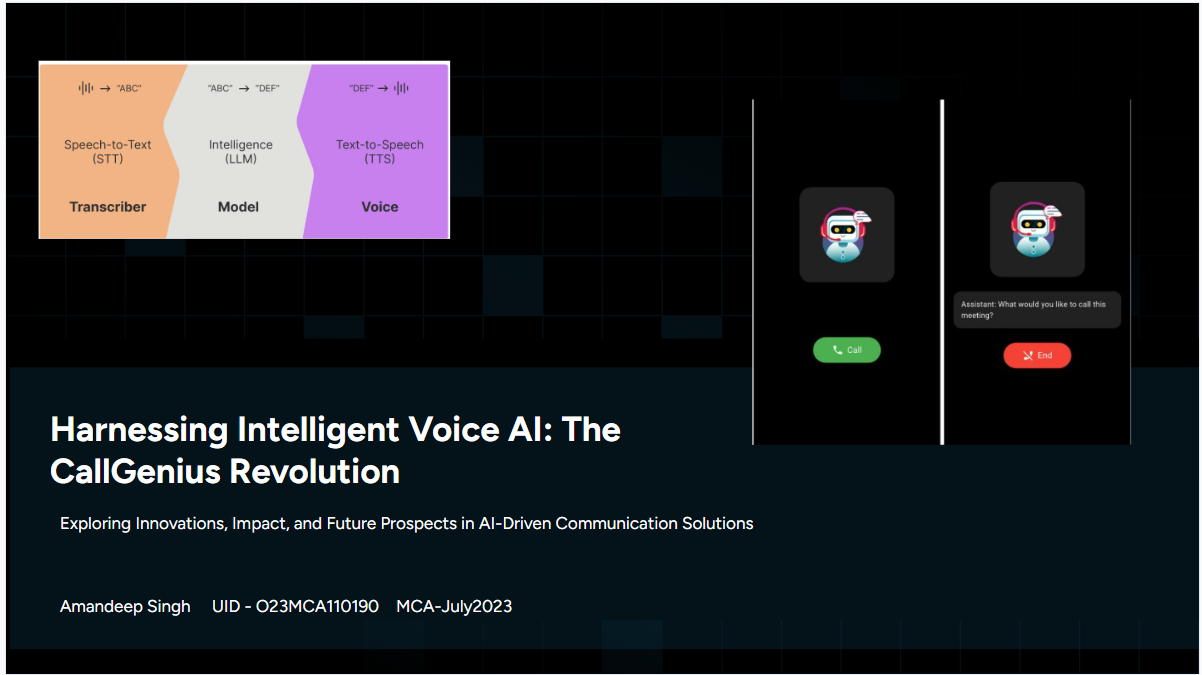 "ABC"
"ABC" → "DEF"
"DEF"
Speech-to-Text
(STT)
Intelligence
(LLM)
Text-to-Speech
(TTS)
Transcriber
Model
Voice
Call
Assistant: What would you like to call this
meeting?
End
Harnessing Intelligent Voice AI: The
CallGenius Revolution
Exploring Innovations, Impact, and Future Prospects in AI-Driven Communication Solutions
Amandeep Singh UID - O23MCA110190 MCA-July2023